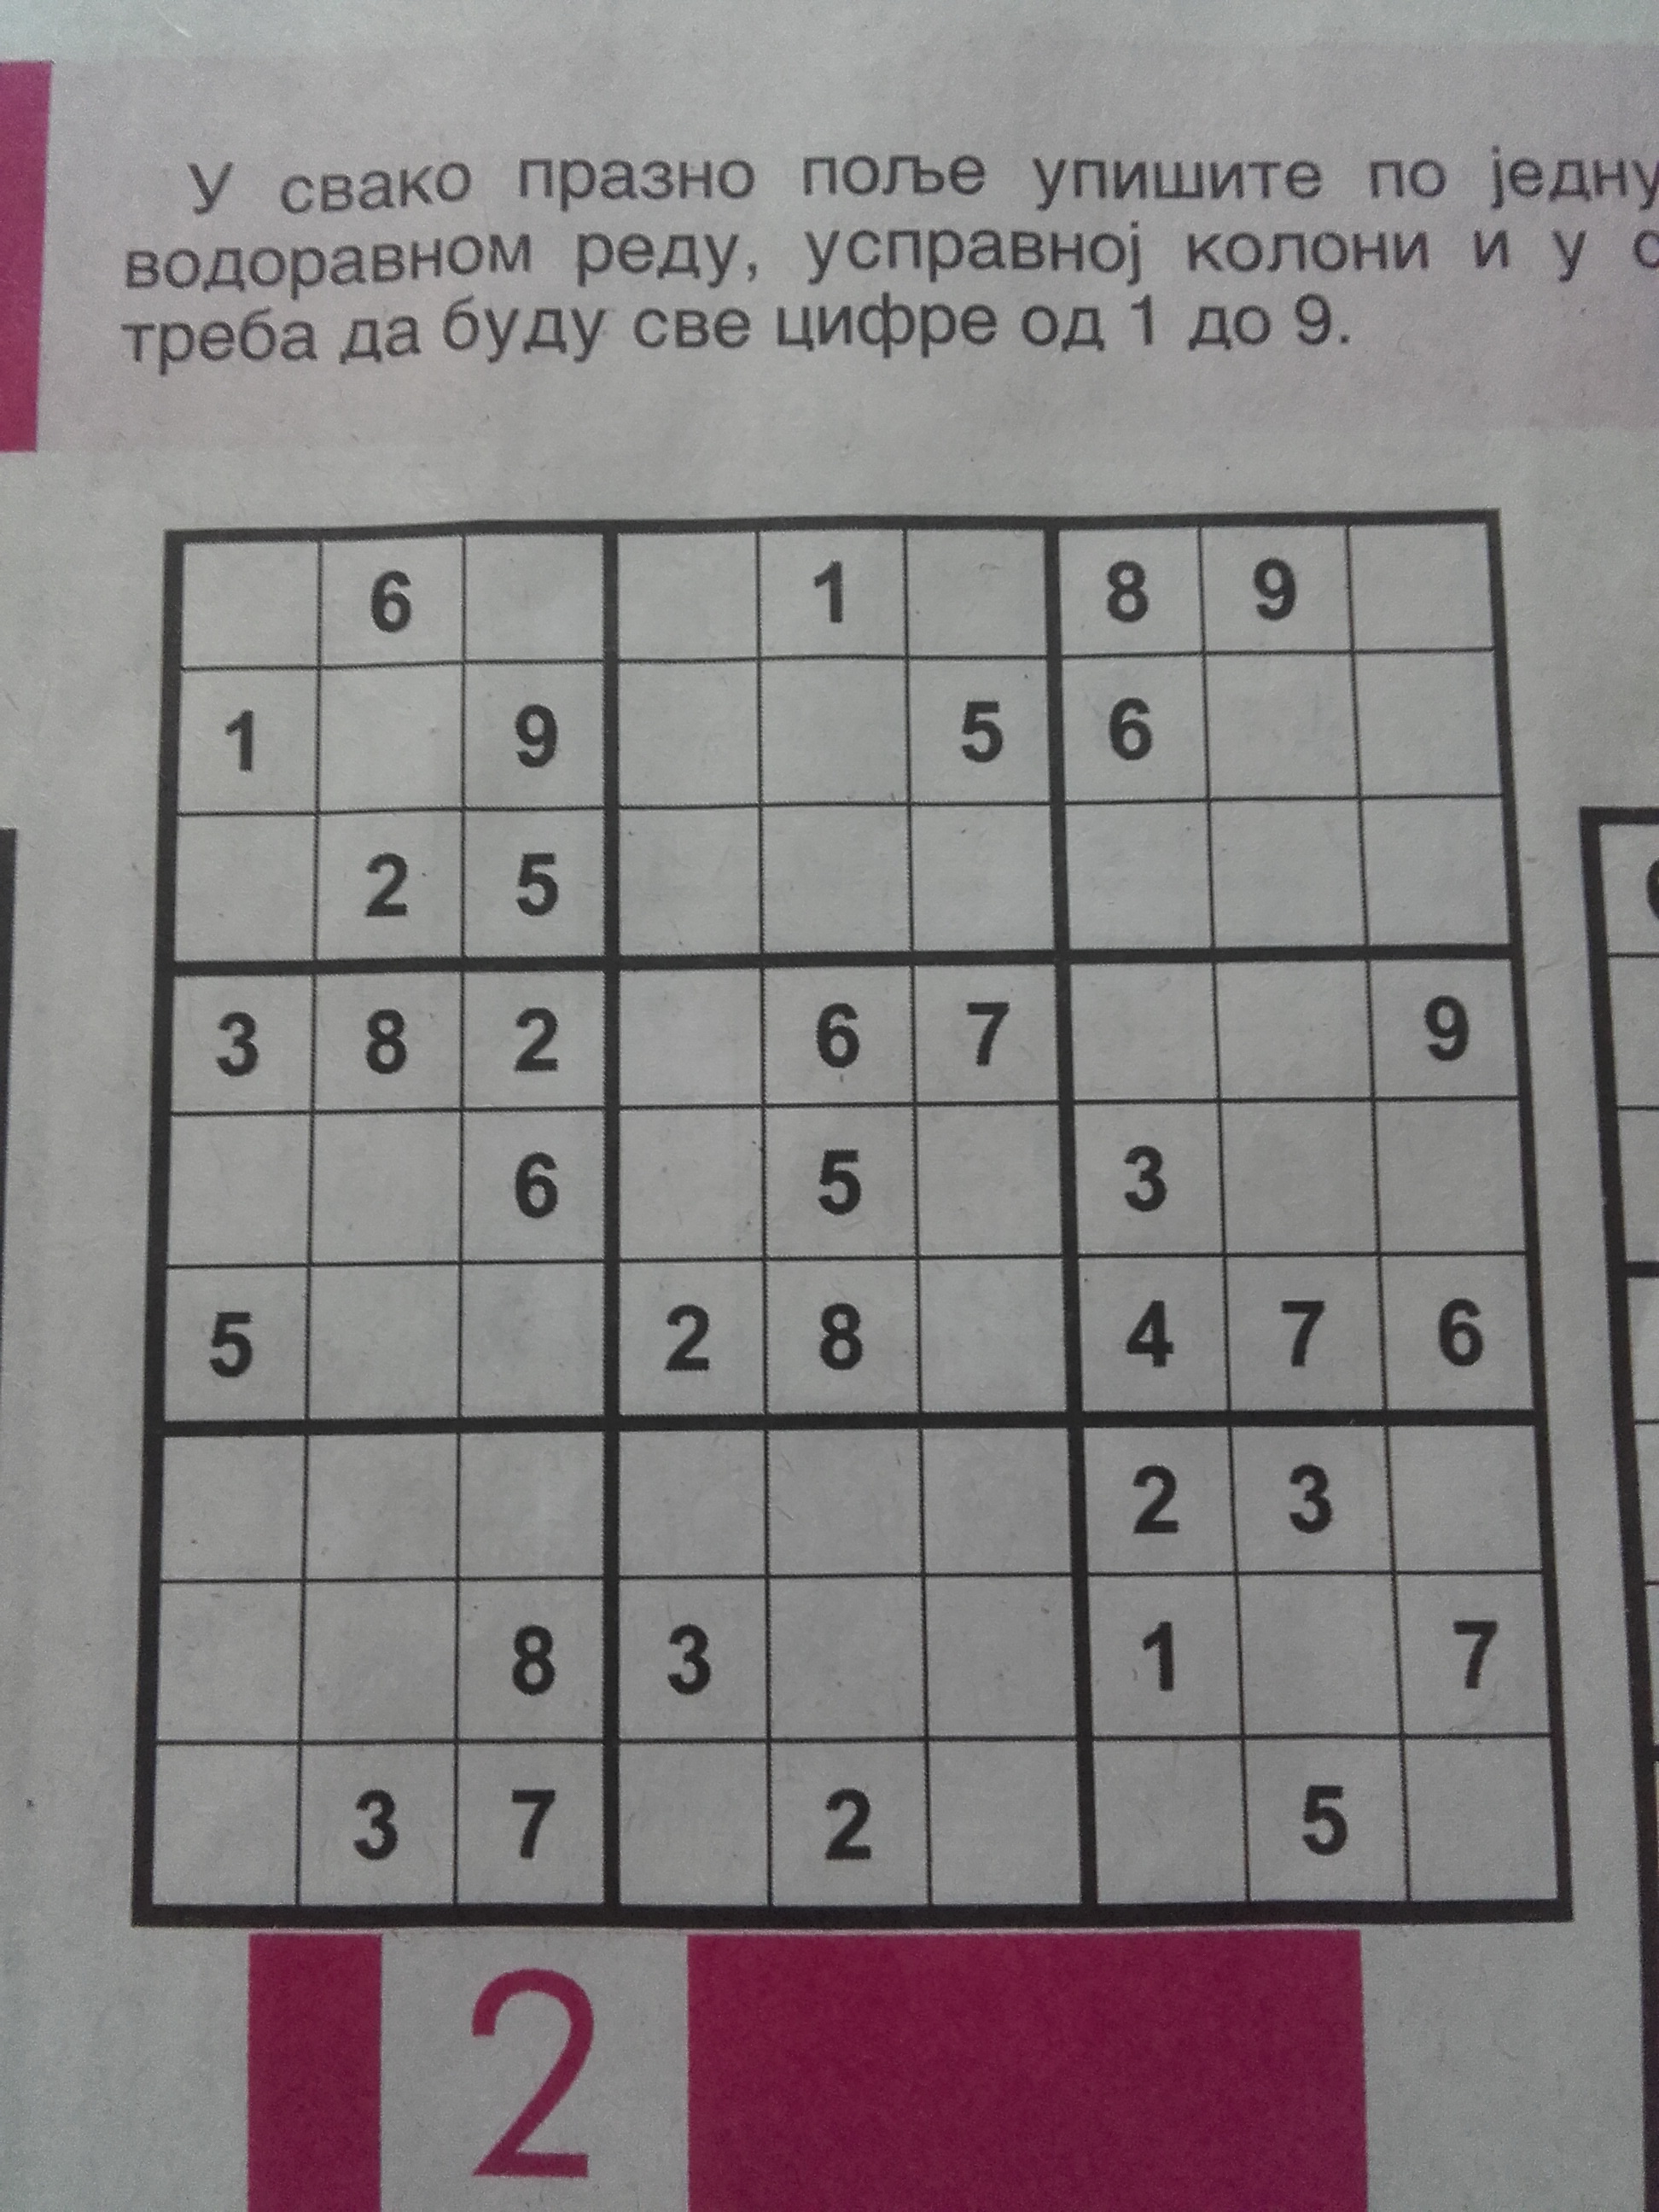 У свако празно поље упишите по једну
водоравном реду, усправној колони и у
треба да буду све цифре од 1 до 9.
6 1 8 9
1 9 5 6
2 5
3 8 2 6 7 9
6 5 3
5 2 8 4 7 6
2 3
8 3 1 7
3 7 2 5
2